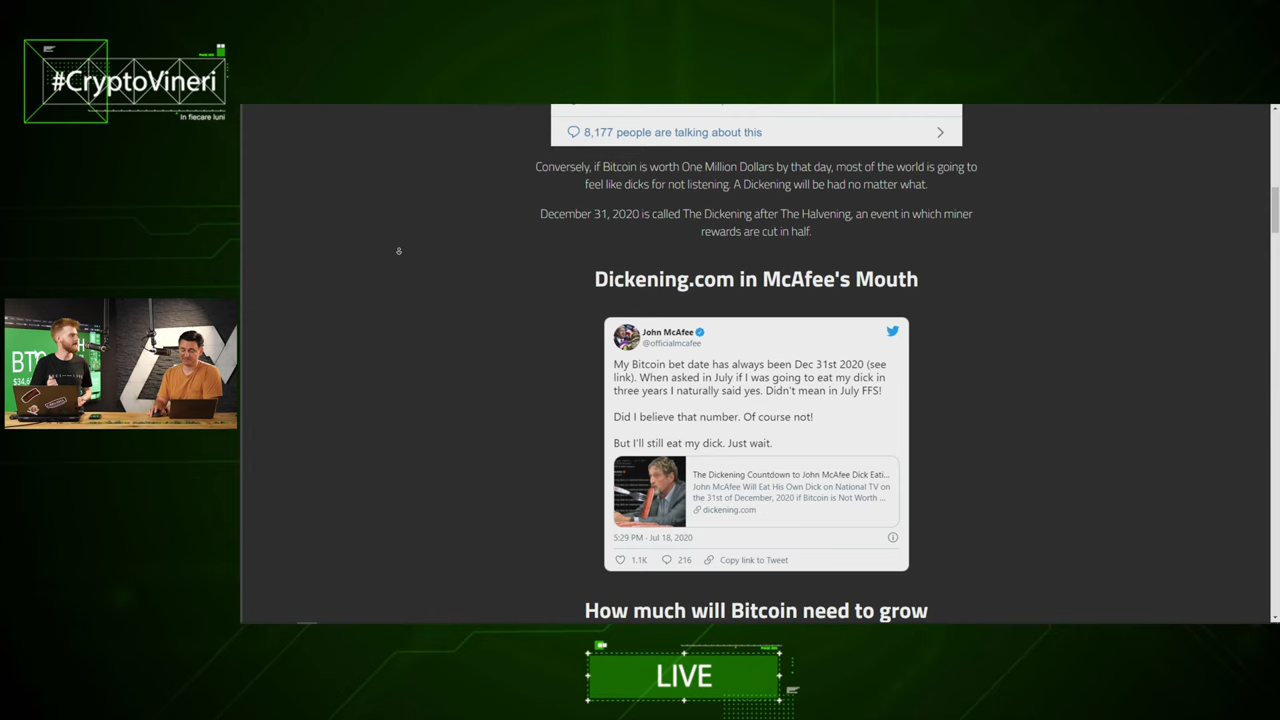 #CryptoVineri
In fiecare luni
8,177 people are talking about this
Conversely, if Bitcoin is worth One Million Dollars by that day, most of the world is going to
feel like dicks for not listening. A Dickening will be had no matter what.
December 31, 2020 is called The Dickening after The Halvening, an event in which miner
rewards are cut in half.
Dickening.com in McAfee's Mouth
John McAfee
@officialmcafee
My Bitcoin bet date has always been Dec 31st 2020 (see
link). When asked in July if I was going to eat my dick in
three years I naturally said yes. Didn't mean in July FFS!
Did I believe that number. Of course not!
But I'll still eat my dick. Just wait.
The Dickening Countdown to John McAfee Dick Eati...
John McAfee Will Eat His Own Dick on National TV on
the 31st of December, 2020 if Bitcoin is Not Worth ...
dickening.com
5:29 PM · Jul 18, 2020
1.1K 216 Copy link to Tweet
How much will Bitcoin need to grow
LIVE